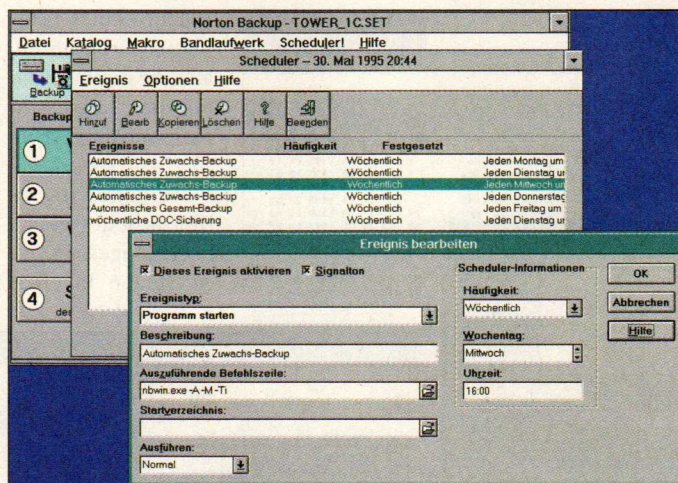 Norton Backup - TOWER_1C.SET
Datei Katalog Makro Bandlaufwerk Scheduler! Hilfe
Scheduler -- 30. Mai 1995 20:44
Backup
Ereignis Optionen Hilfe
Hinzuf Bearb Kopieren Löschen Hilfe Beenden
Backup
Ereignisse Häufigkeit Festgesetzt
Automatisches Zuwachs-Backup Wöchentlich Jeden Montag um
Automatisches Zuwachs-Backup Wöchentlich Jeden Dienstag
Automatisches Zuwachs-Backup Wöchentlich Jeden Mittwoch
Automatisches Zuwachs-Backup Wöchentlich Jeden
Automatisches Gesamt-Backup Wöchentlich Jeden Freitag um
wöchentliche DOC-Sicherung Wöchentlich Jeden Dienstag
1
2
3
4
Ereignis bearbeiten
Dieses Ereignis aktivieren Signalton
Ereignistyp:
Programm starten
Beschreibung:
Automatisches Zuwachs-Backup
Auszuführende Befehlszeile:
nbwin.exe -A -M -Ti
Startverzeichnis:
Ausführen:
Normal
Scheduler-Informationen
Häufigkeit:
Wöchentlich
Wochentag:
Mittwoch
Uhrzeit:
16:00
OK
Abbrechen
Hilfe